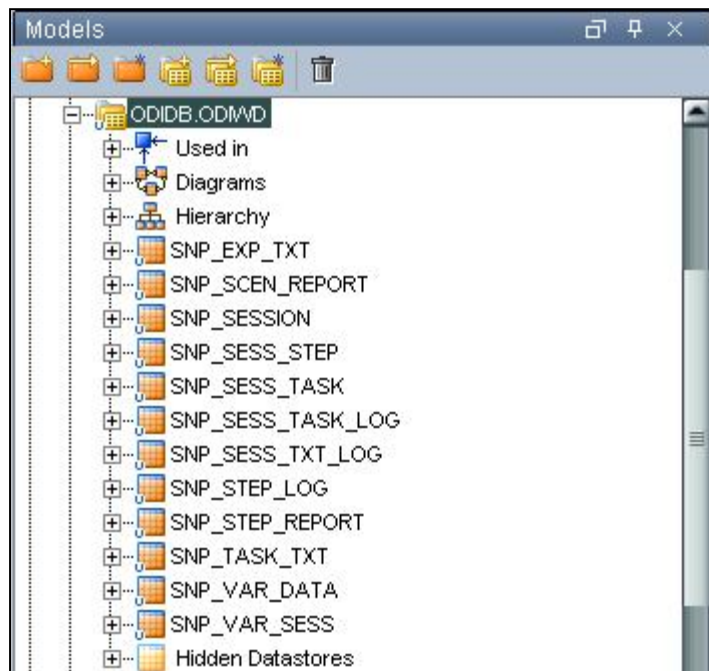 Models
ODIDB.ODIWD
Used in
Diagrams
Hierarchy
SNP_EXP_TXT
SNP_SCEN_REPORT
SNP_SESSION
SNP_SESS_STEP
SNP_SESS_TASK
SNP_SESS_TASK_LOG
SNP_SESS_TXT_LOG
SNP_STEP_LOG
SNP_STEP_REPORT
SNP_TASK_TXT
SNP_VAR_DATA
SNP_VAR_SESS
Hidden Datastores